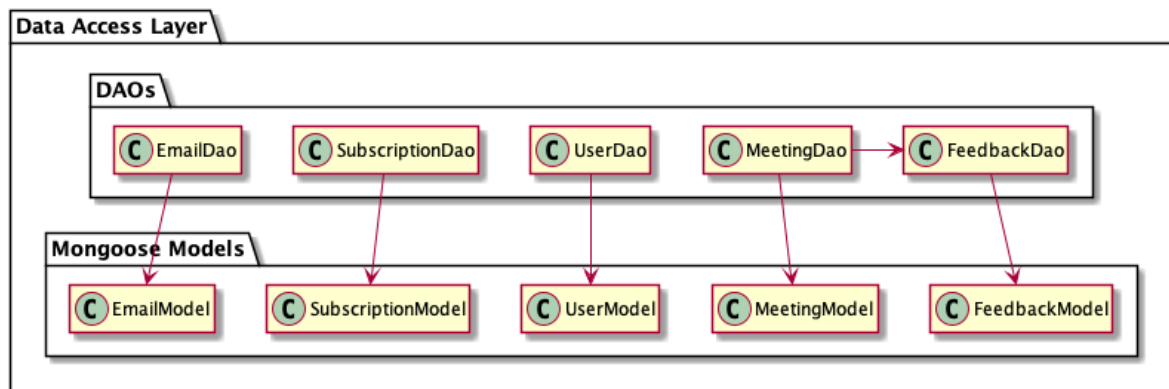 Data Access Layer
DAOs
C EmailDao
C SubscriptionDao
C UserDao
C MeetingDao
C FeedbackDao
Mongoose Models
C EmailModel
C SubscriptionModel
C UserModel
C MeetingModel
C FeedbackModel